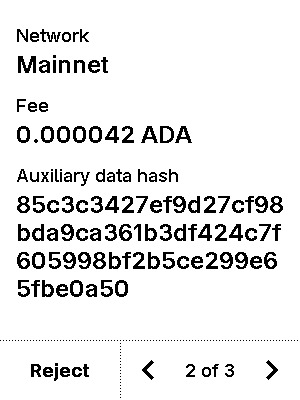 Network
Mainnet
Fee
0.000042 ADA
Auxiliary data hash
85c3c3427ef9d27cf98
bda9ca361b3df424c7f
605998bf2b5ce299e6
5fbe0a50
Reject
2 of 3